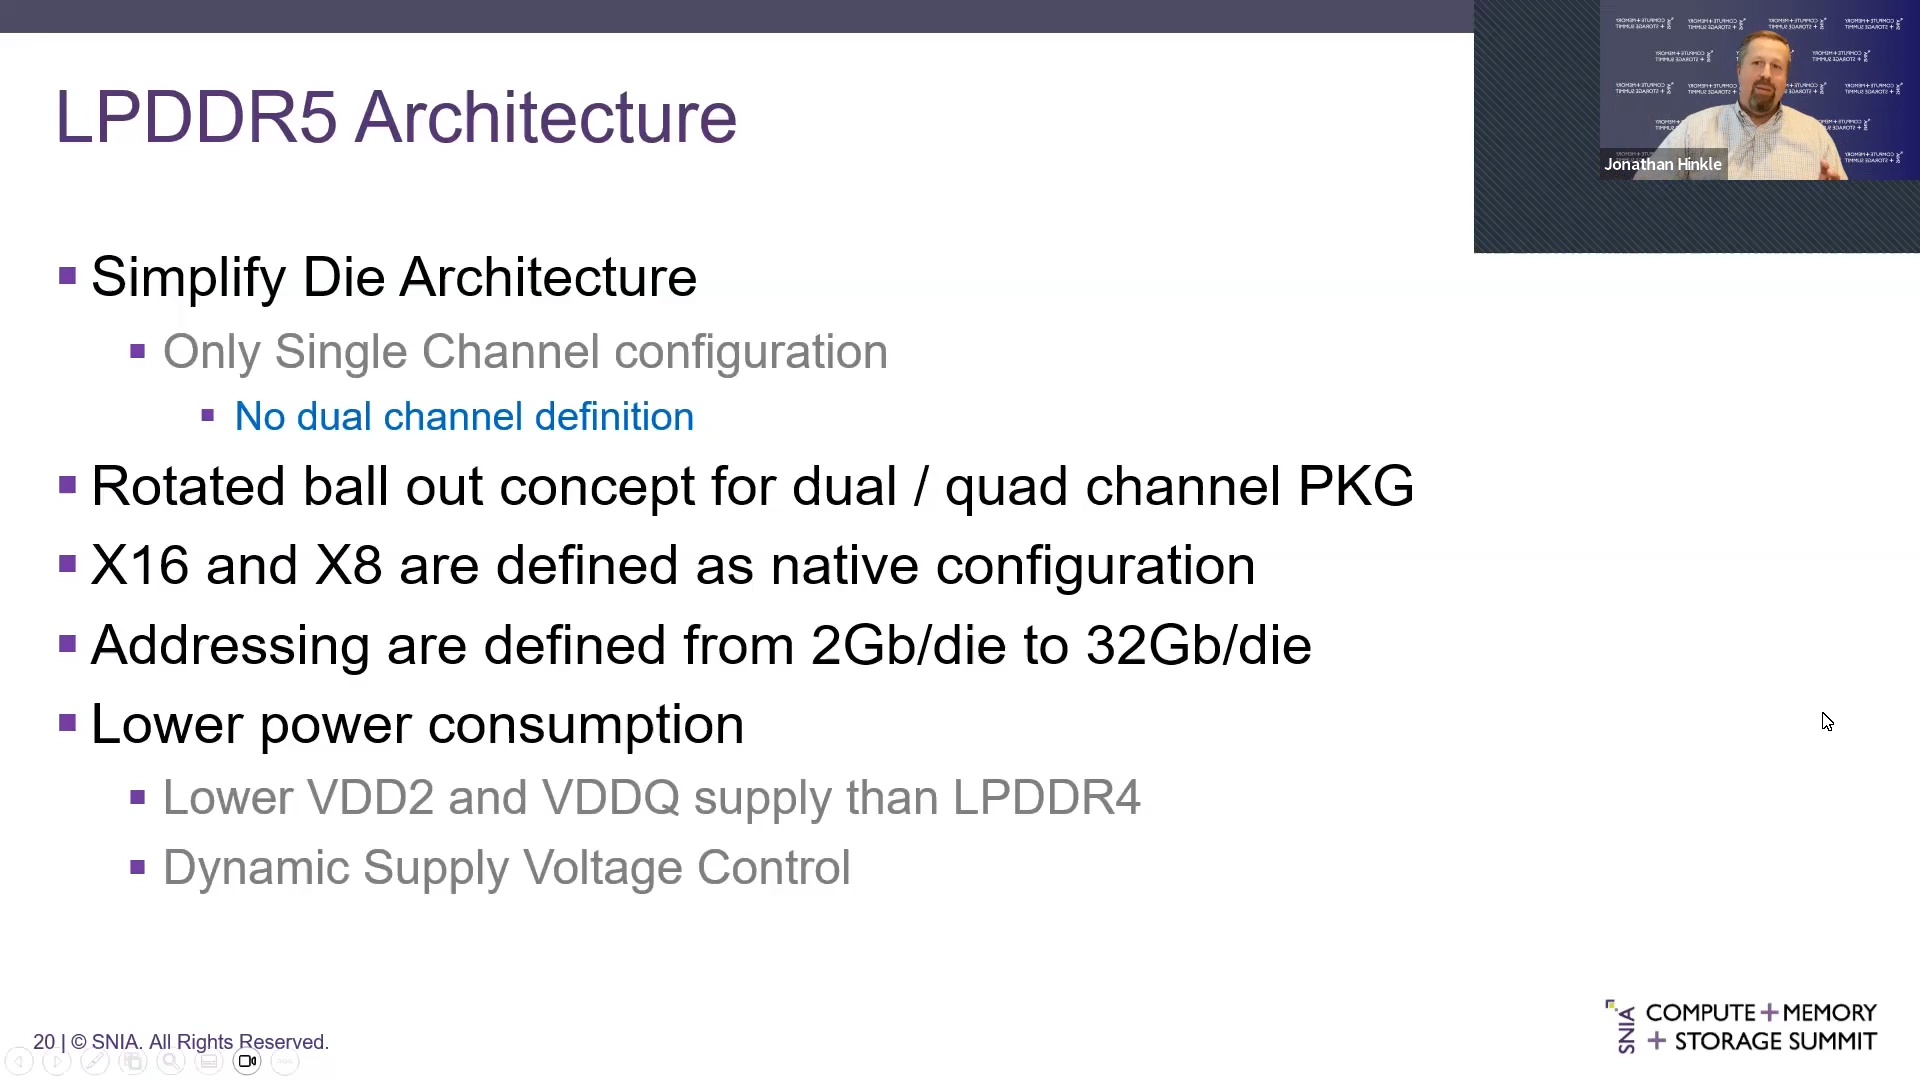 LPDDR5 Architecture
Jonathan Hinkle
Simplify Die Architecture
Only Single Channel configuration
No dual channel definition
Rotated ball out concept for dual / quad channel PKG
X16 and X8 are defined as native configuration
Addressing are defined from 2Gb/die to 32Gb/die
Lower power consumption
Lower VDD2 and VDDQ supply than LPDDR4
Dynamic Supply Voltage Control
20 | © SNIA. All Rights Reserved.
SNIA
COMPUTE+MEMORY
+ STORAGE SUMMIT